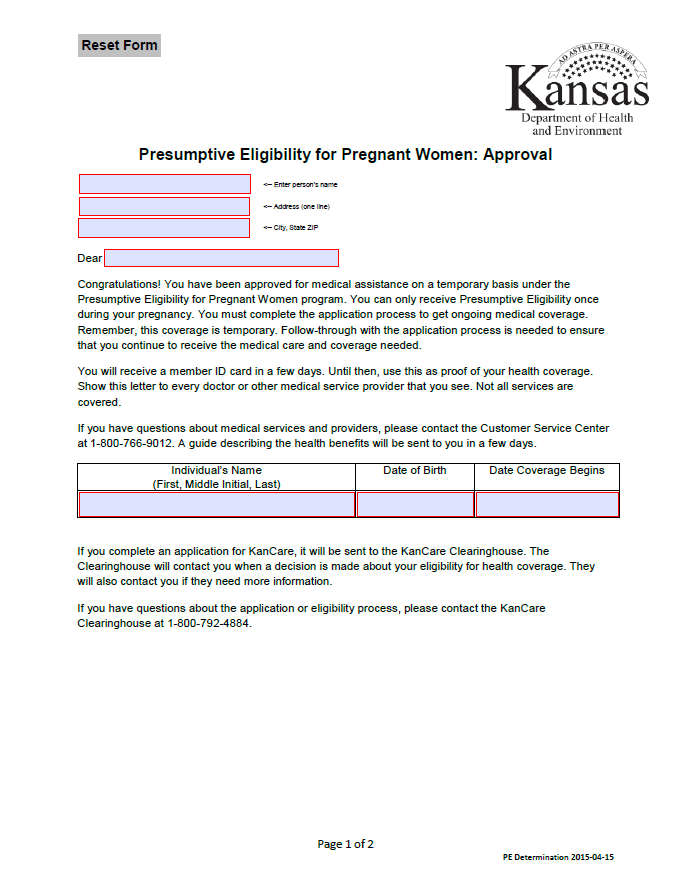 Reset Form
AD ASTRA PER ASPERA
Kansas
Department of Health
and Environment
Presumptive Eligibility for Pregnant Women: Approval
<-- Enter person's name
<-- Address (one line)
<-- City, State ZIP
Dear
Congratulations! You have been approved for medical assistance on a temporary basis under the
Presumptive Eligibility for Pregnant Women program. You can only receive Presumptive Eligibility once
during your pregnancy. You must complete the application process to get ongoing medical coverage.
Remember, this coverage is temporary. Follow-through with the application process is needed to ensure
that you continue to receive the medical care and coverage needed.
You will receive a member ID card in a few days. Until then, use this as proof of your health coverage.
Show this letter to every doctor or other medical service provider that you see. Not all services are
covered.
If you have questions about medical services and providers, please contact the Customer Service Center
at 1-800-766-9012. A guide describing the health benefits will be sent to you in a few days.
Individual's Name Date of Birth Date Coverage Begins
(First, Middle Initial, Last)
If you complete an application for KanCare, it will be sent to the KanCare Clearinghouse. The
Clearinghouse will contact you when a decision is made about your eligibility for health coverage. They
will also contact you if they need more information.
If you have questions about the application or eligibility process, please contact the KanCare
Clearinghouse at 1-800-792-4884.
Page 1 of 2
PE Determination 2015-04-15